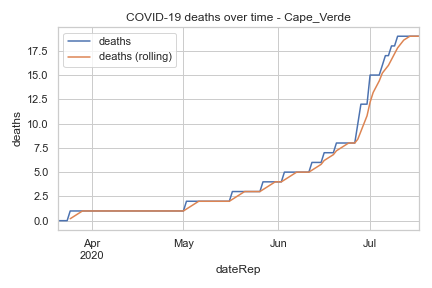 COVID-19 deaths over time - Cape_Verde
deaths
deaths (rolling)
17.5
15.0
12.5
10.0
7.5
5.0
2.5
0.0
deaths
Apr
2020
May
Jun
Jul
dateRep